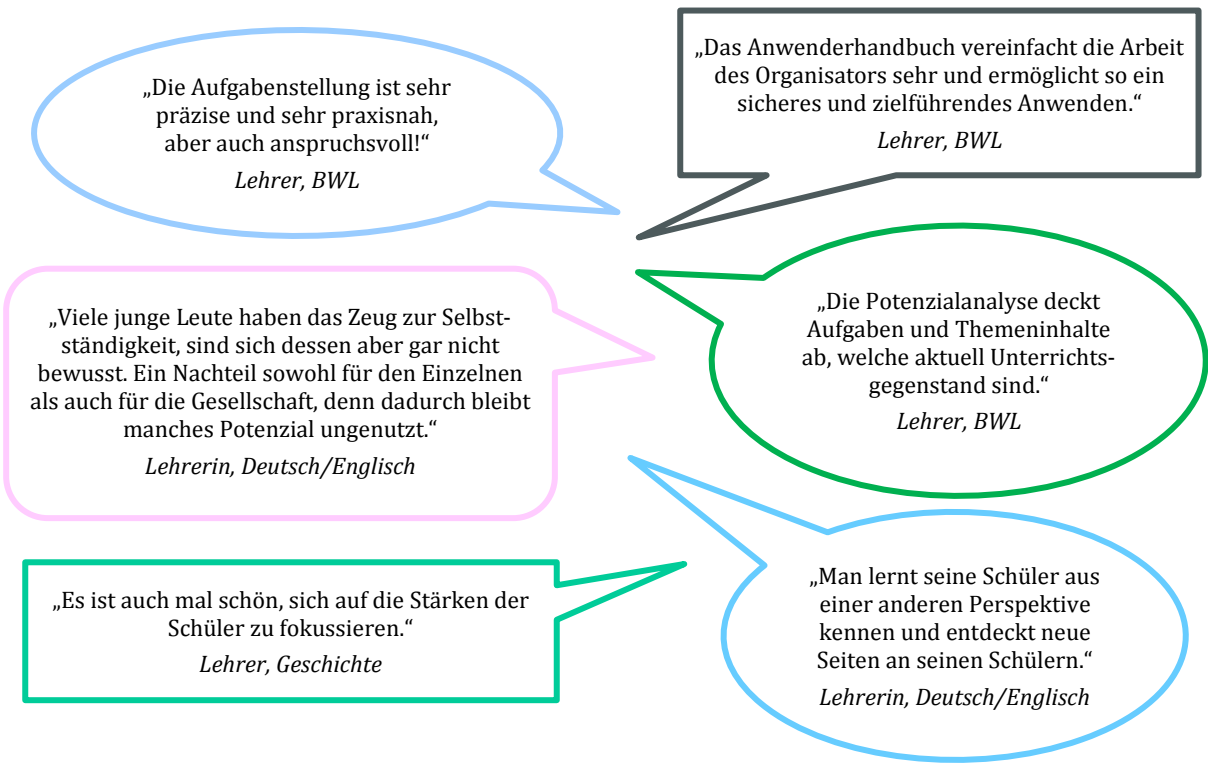 „Die Aufgabenstellung ist sehr
präzise und sehr praxisnah,
aber auch anspruchsvoll!“
Lehrer, BWL
„Das Anwenderhandbuch vereinfacht die Arbeit
des Organisators sehr und ermöglicht so ein
sicheres und zielführendes Anwenden.“
Lehrer, BWL
„Viele junge Leute haben das Zeug zur Selbst-
ständigkeit, sind sich dessen aber gar nicht
bewusst. Ein Nachteil sowohl für den Einzelnen
als auch für die Gesellschaft, denn dadurch bleibt
manches Potenzial ungenutzt.“
Lehrerin, Deutsch/Englisch
„Die Potenzialanalyse deckt
Aufgaben und Themeninhalte
ab, welche aktuell Unterrichts-
gegenstand sind.“
Lehrer, BWL
„Es ist auch mal schön, sich auf die Stärken der
Schüler zu fokussieren.“
Lehrer, Geschichte
„Man lernt seine Schüler aus
einer anderen Perspektive
kennen und entdeckt neue
Seiten an seinen Schülern.“
Lehrerin, Deutsch/Englisch